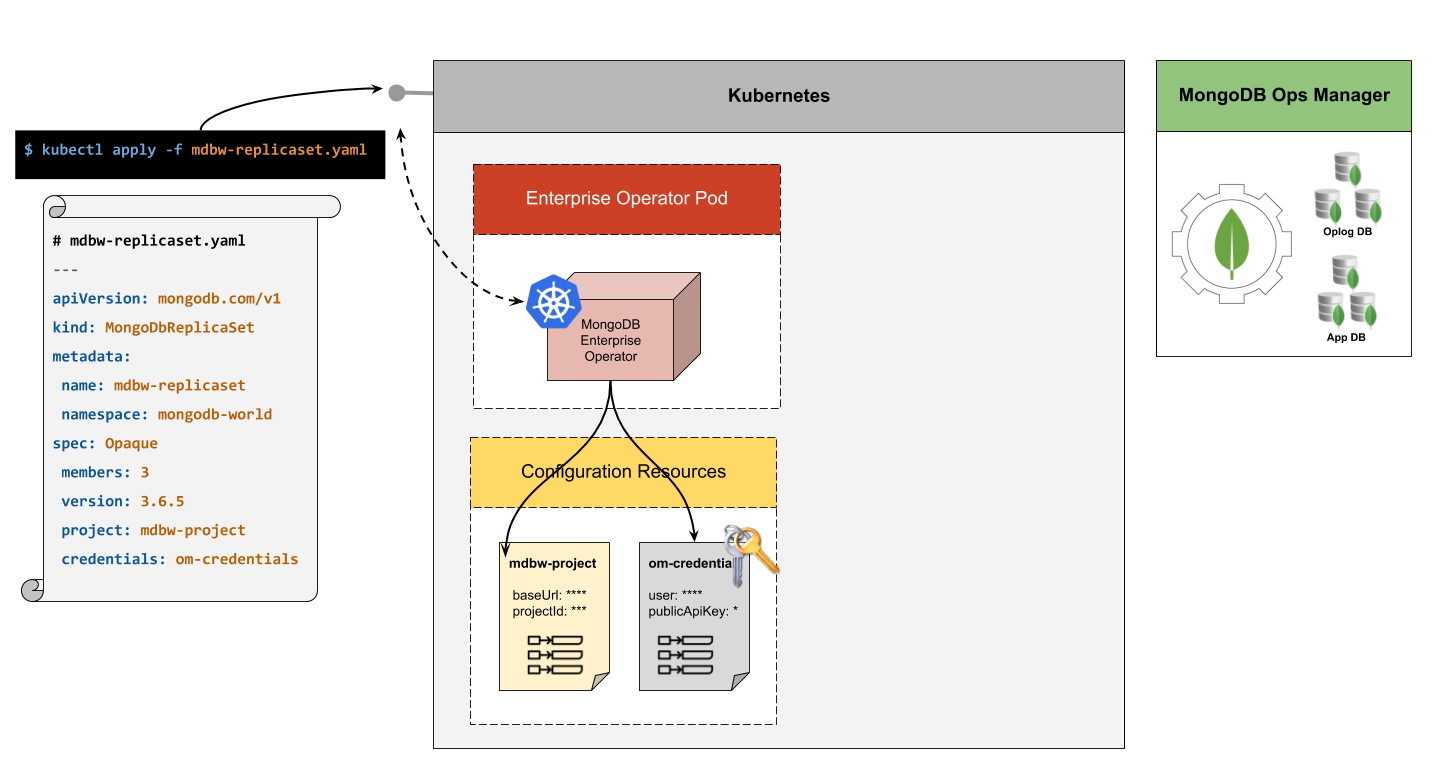 Kubernetes
MongoDB Ops Manager
$ kubectl apply -f mdbw-replicaset.yaml
# mdbw-replicaset.yaml
---
apiVersion: mongodb.com/v1
kind: MongoDbReplicaSet
metadata:
name: mdbw-replicaset
namespace: mongodb-world
spec: Opaque
members: 3
version: 3.6.5
project: mdbw-project
credentials: om-credentials
Enterprise Operator Pod
MongoDB
Enterprise
Operator
Configuration Resources
mdbw-project
baseUrl: ****
projectId: ***
om-credentia
user: ****
publicApiKey: *
Oplog DB
App DB